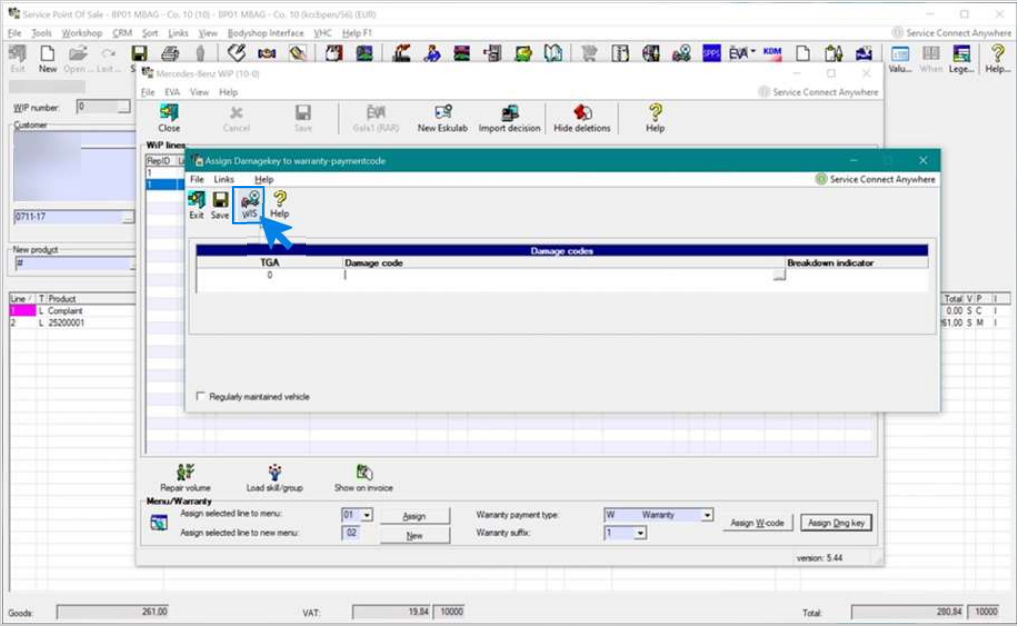 Service Point Of Sale - BP01 MBAG - Co. 10 (10) - BP01 MBAG - Co. 10 (kccbpen/56) (EUR)
File Tools Workshop CRM Sort Links View Bodyshop Interface VHC Help F1
Service Connect Anywhere
Exit New Open... Last... S
SPPS EVA KDM
Valu... When Lege... Help...
WIP number: 0 ...
Customer
0711-17 ...
New product
#
Line / T Product
1 L Complaint
2 L 25200001
Total V P I
0.00 S C I
261,00 S M I
Mercedes-Benz WiP (10-0)
File EVA View Help
Service Connect Anywhere
Close Cancel Save Gala1 (RAR) New Eskulab Import decision Hide deletions Help
WiP lines
RepID Li
1
1
Assign Damagekey to warranty-paymentcode
File Links Help
Service Connect Anywhere
Exit Save WIS Help
Damage codes
TGA Damage code Breakdown indicator
0 ...
Regularly maintained vehicle
Repair volume Load skill/group Show on invoice
Menu/Warranty
Assign selected line to menu: 01 Assign Warranty payment type: W Warranty
Assign W-code Assign Dmg key
Assign selected line to new menu: 02 New Warranty suffix: 1
version: 5.44
Goods: 261.00 VAT: 19.84 10000 Total: 280,84 10000